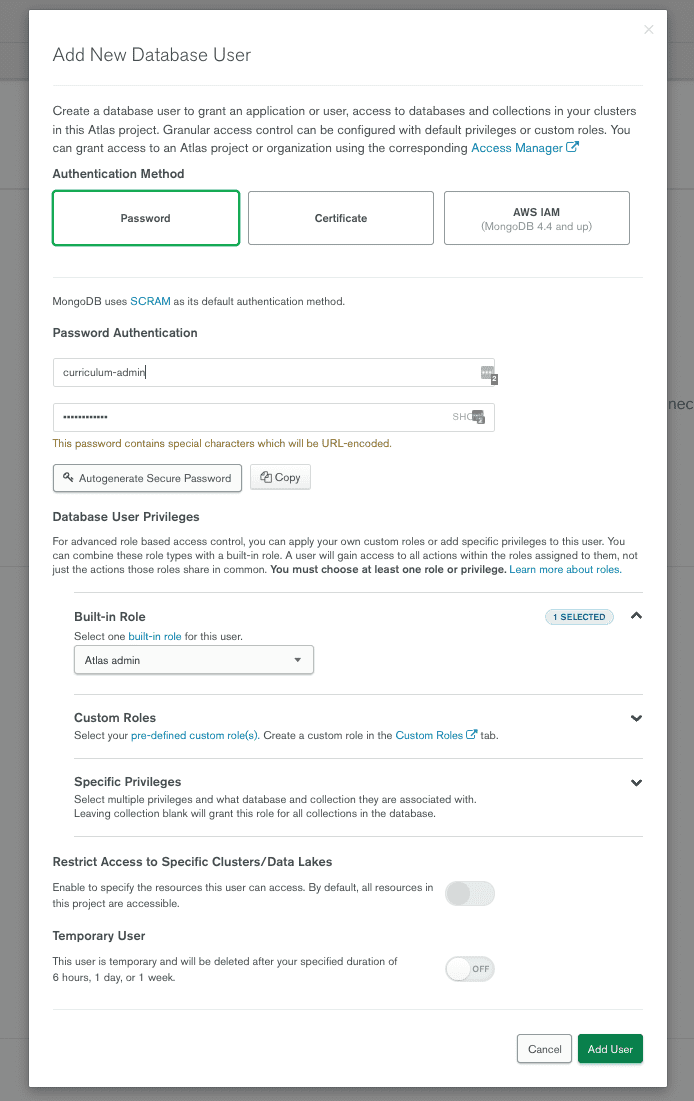 Add New Database User
Create a database user to grant an application or user, access to databases and collections in your clusters
in this Atlas project. Granular access control can be configured with default privileges or custom roles. You
can grant access to an Atlas project or organization using the corresponding Access Manager
Authentication Method
Password
Certificate
AWS IAM
(MongoDB 4.4 and up)
MongoDB uses SCRAM as its default authentication method.
Password Authentication
curriculum-admin
2
••••••••••••
SHO
This password contains special characters which will be URL-encoded.
Autogenerate Secure Password
Copy
Database User Privileges
For advanced role based access control, you can apply your own custom roles or add specific privileges to this user. You
can combine these role types with a built-in role. A user will gain access to all actions within the roles assigned to them, not
just the actions those roles share in common. You must choose at least one role or privilege. Learn more about roles.
Built-in Role
1 SELECTED
Select one built-in role for this user.
Atlas admin
Custom Roles
Select your pre-defined custom role(s). Create a custom role in the Custom Roles tab.
Specific Privileges
Select multiple privileges and what database and collection they are associated with.
Leaving collection blank will grant this role for all collections in the database.
Restrict Access to Specific Clusters/Data Lakes
Enable to specify the resources this user can access. By default, all resources in
this project are accessible.
Temporary User
This user is temporary and will be deleted after your specified duration of
6 hours, 1 day, or 1 week.
OFF
Cancel
Add User
nec